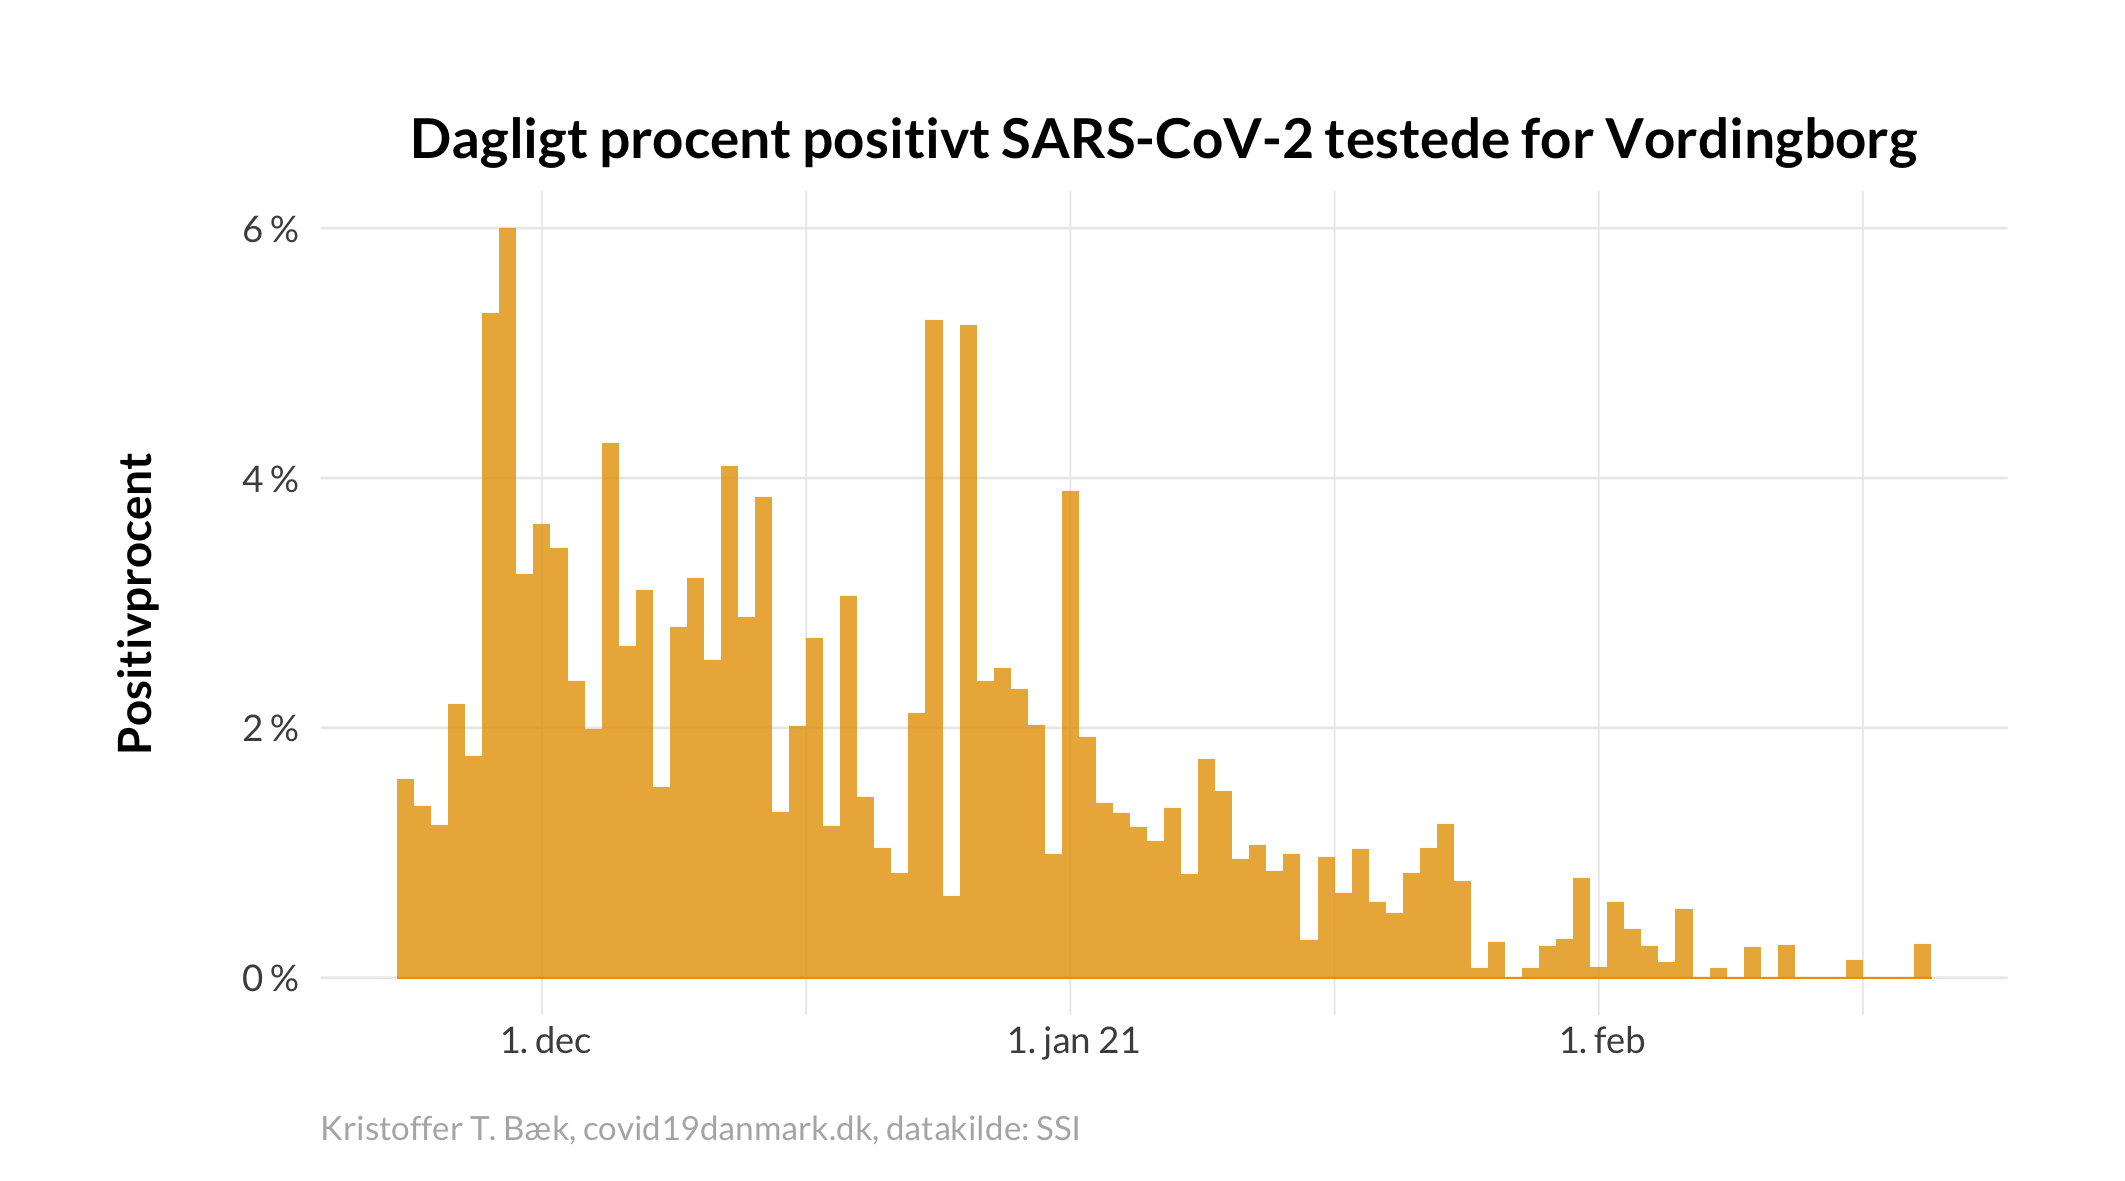 Dagligt procent positivt SARS-CoV-2 testede for Vordingborg
Positivprocent
6 %
4 %
2 %
0 %
1. dec
1. jan 21
1. feb
Kristoffer T. Bæk, covid19danmark.dk, datakilde: SSI